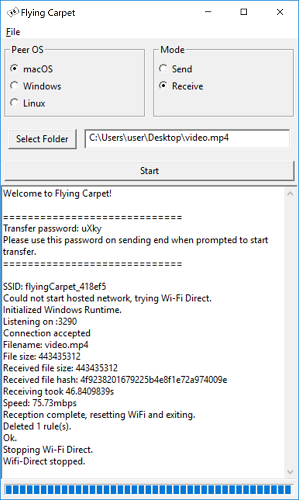 Flying Carpet
File
Peer OS
macOS
Windows
Linux
Mode
Send
Receive
Select Folder
C:\Users\user\Desktop\video.mp4
Start
Welcome to Flying Carpet!
=============================
Transfer password: uXky
Please use this password on sending end when prompted to start
transfer.
=============================
SSID: flyingCarpet_418ef5
Could not start hosted network, trying Wi-Fi Direct.
Initialized Windows Runtime.
Listening on :3290
Connection accepted
Filename: video.mp4
File size: 443435312
Received file size: 443435312
Received file hash: 4f9238201679225b4e8f1e72a974009e
Receiving took 46.8409839s
Speed: 75.73mbps
Reception complete, resetting WiFi and exiting.
Deleted 1 rule(s).
Ok.
Stopping Wi-Fi Direct.
Wifi-Direct stopped.